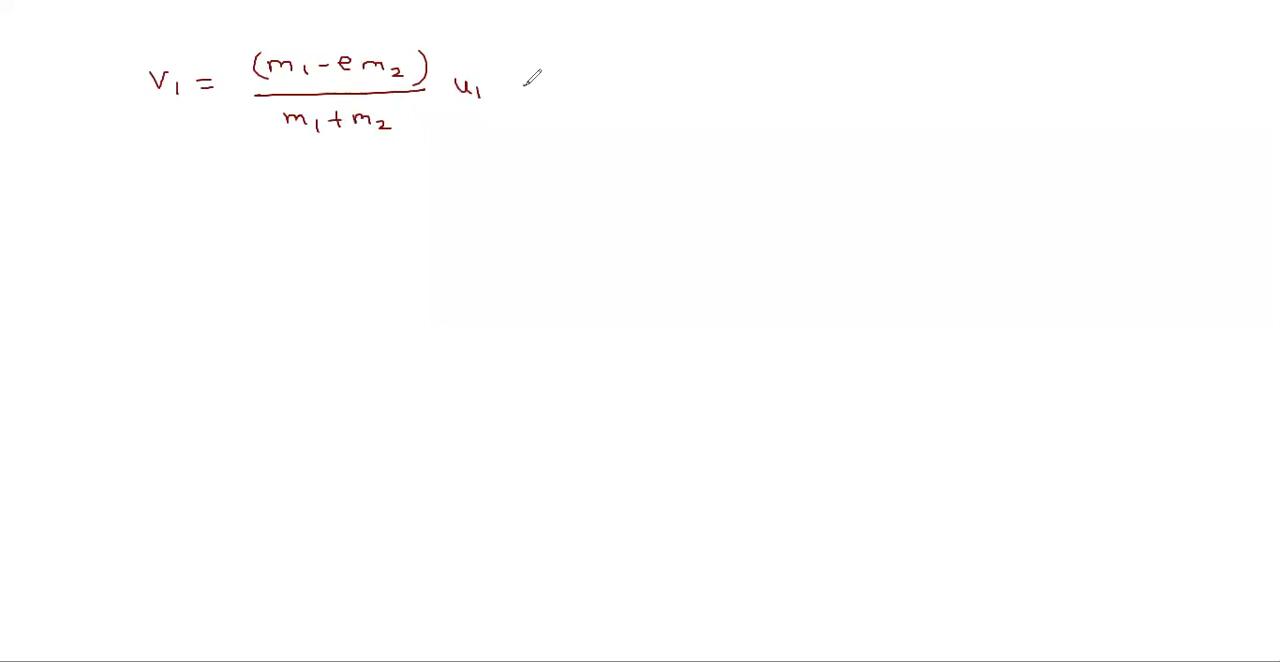 V₁ = (m₁ - e m₂) / (m₁ + m₂) u₁